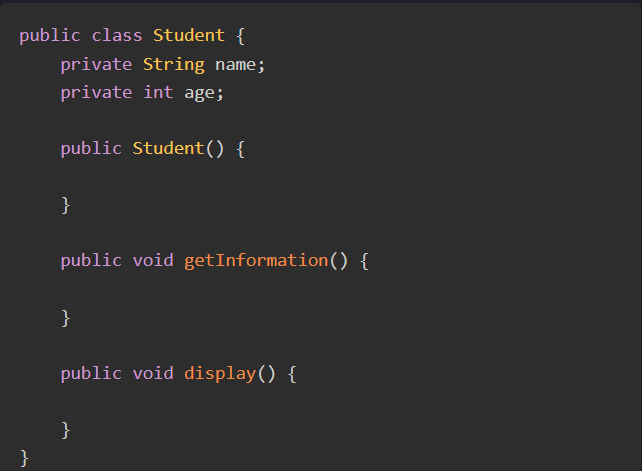 public class Student {
    private String name;
    private int age;
    public Student() {
    }
    public void getInformation() {
    }
    public void display() {
    }
}